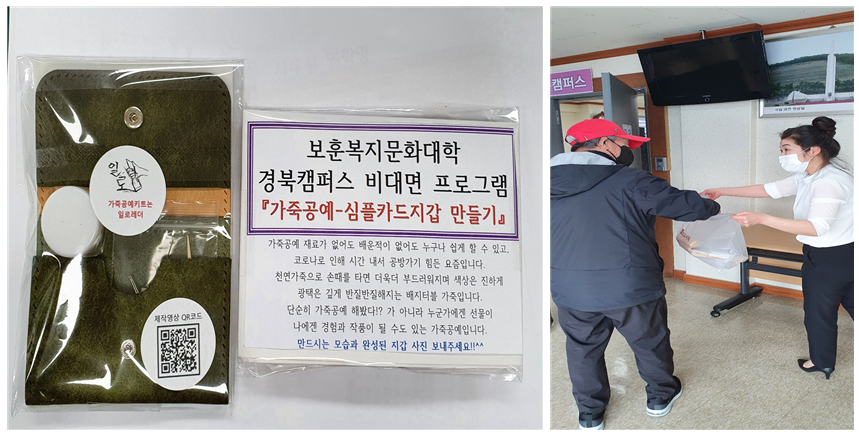 일로
가죽공예키트는
일로레더
제작영상 QR코드
보훈복지문화대학
경북캠퍼스 비대면 프로그램
『가죽공예-심플카드지갑 만들기』
가죽공예 재료가 없어도 배운적이 없어도 누구나 쉽게 할 수 있고,
코로나로 인해 시간 내서 공방가기 힘든 요즘입니다.
천연가죽으로 손때를 타면 더욱더 부드러워지며 색상은 진하게
광택은 깊게 반질반질해지는 베지터블 가죽입니다.
단순히 가죽공예 해봤다!? 가 아니라 누군가에겐 선물이
나에겐 경험과 작품이 될 수도 있는 가죽공예입니다.
만드시는 모습과 완성된 지갑 사진 보내주세요!!^^
캠퍼스